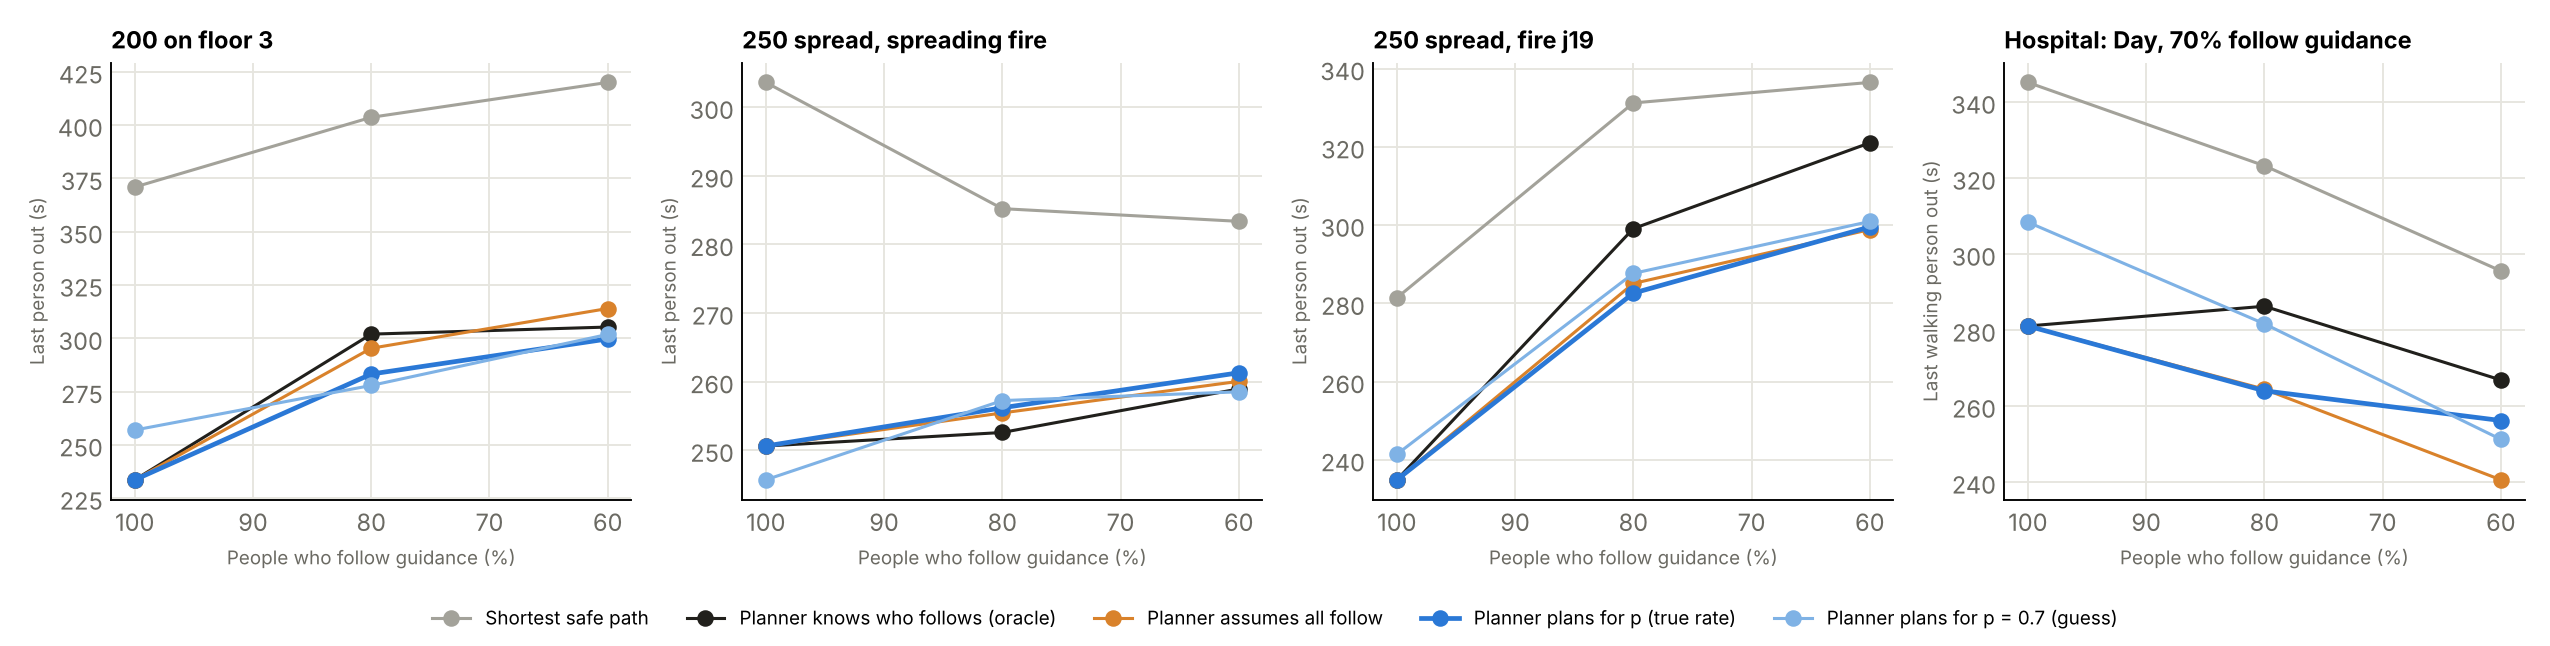 200 on floor 3
250 spread, spreading fire
250 spread, fire j19
Hospital: Day, 70% follow guidance
Last person out (s)
425
400
375
350
325
300
275
250
225
100 90 80 70 60
People who follow guidance (%)
Last person out (s)
300
290
280
270
260
250
100 90 80 70 60
People who follow guidance (%)
Last person out (s)
340
320
300
280
260
240
100 90 80 70 60
People who follow guidance (%)
Last walking person out (s)
340
320
300
280
260
240
100 90 80 70 60
People who follow guidance (%)
Shortest safe path Planner knows who follows (oracle) Planner assumes all follow Planner plans for p (true rate) Planner plans for p = 0.7 (guess)